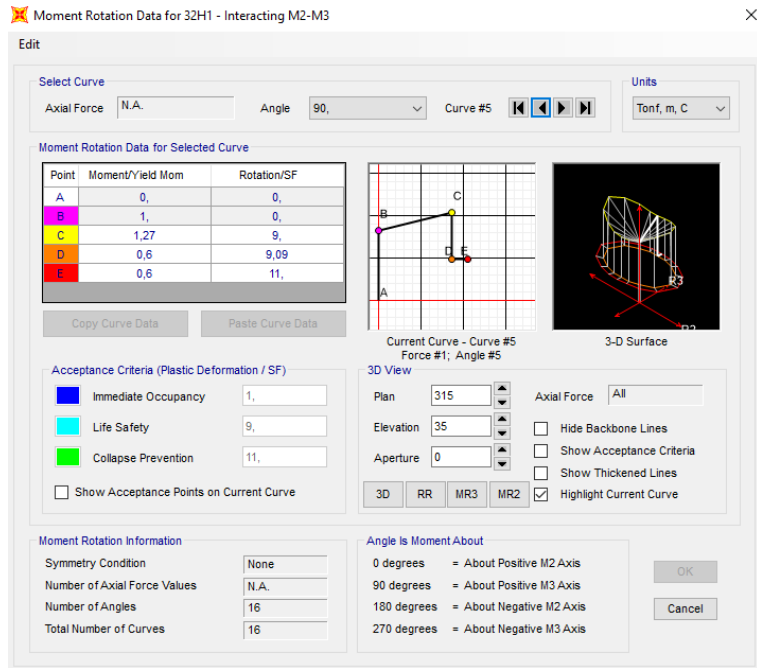 Moment Rotation Data for 32H1 - Interacting M2-M3
Edit
Select Curve
Axial Force N.A. Angle 90, Curve #5
Units
Tonf, m, C
Moment Rotation Data for Selected Curve
Point Moment/Yield Mom Rotation/SF
A 0, 0,
B 1, 0,
C 1,27 9,
D 0,6 9,09
E 0,6 11,
Copy Curve Data Paste Curve Data
A
B
C
D
E
Current Curve - Curve #5
Force #1; Angle #5
R3
R2
3-D Surface
Acceptance Criteria (Plastic Deformation / SF)
Immediate Occupancy 1,
Life Safety 9,
Collapse Prevention 11,
Show Acceptance Points on Current Curve
3D View
Plan 315
Elevation 35
Aperture 0
3D RR MR3 MR2
Axial Force All
Hide Backbone Lines
Show Acceptance Criteria
Show Thickened Lines
Highlight Current Curve
Moment Rotation Information
Symmetry Condition None
Number of Axial Force Values N.A.
Number of Angles 16
Total Number of Curves 16
Angle Is Moment About
0 degrees = About Positive M2 Axis
90 degrees = About Positive M3 Axis
180 degrees = About Negative M2 Axis
270 degrees = About Negative M3 Axis
OK
Cancel